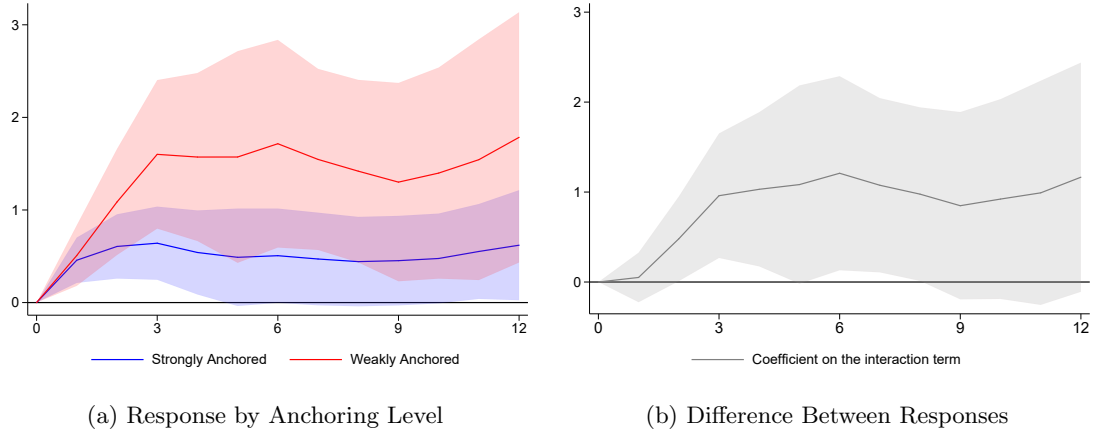 3
2
1
0
0 3 6 9 12
Strongly Anchored Weakly Anchored
(a) Response by Anchoring Level
3
2
1
0
0 3 6 9 12
Coefficient on the interaction term
(b) Difference Between Responses